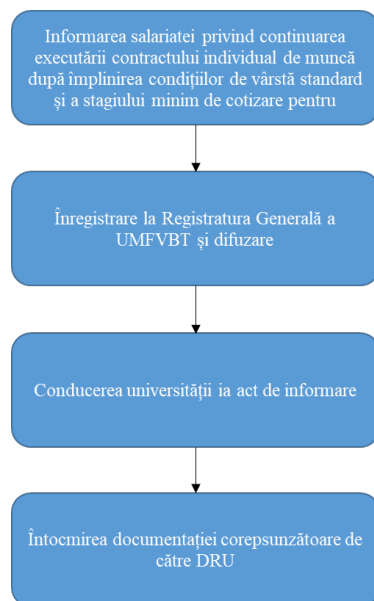 Informarea salariatei privind continuarea
executării contractului individual de muncă
după împlinirea condițiilor de vârstă standard
și a stagiului minim de cotizare pentru
Înregistrare la Registratura Generală a
UMFVBT și difuzare
Conducerea universității ia act de informare
Întocmirea documentației corepsunzătoare de
către DRU